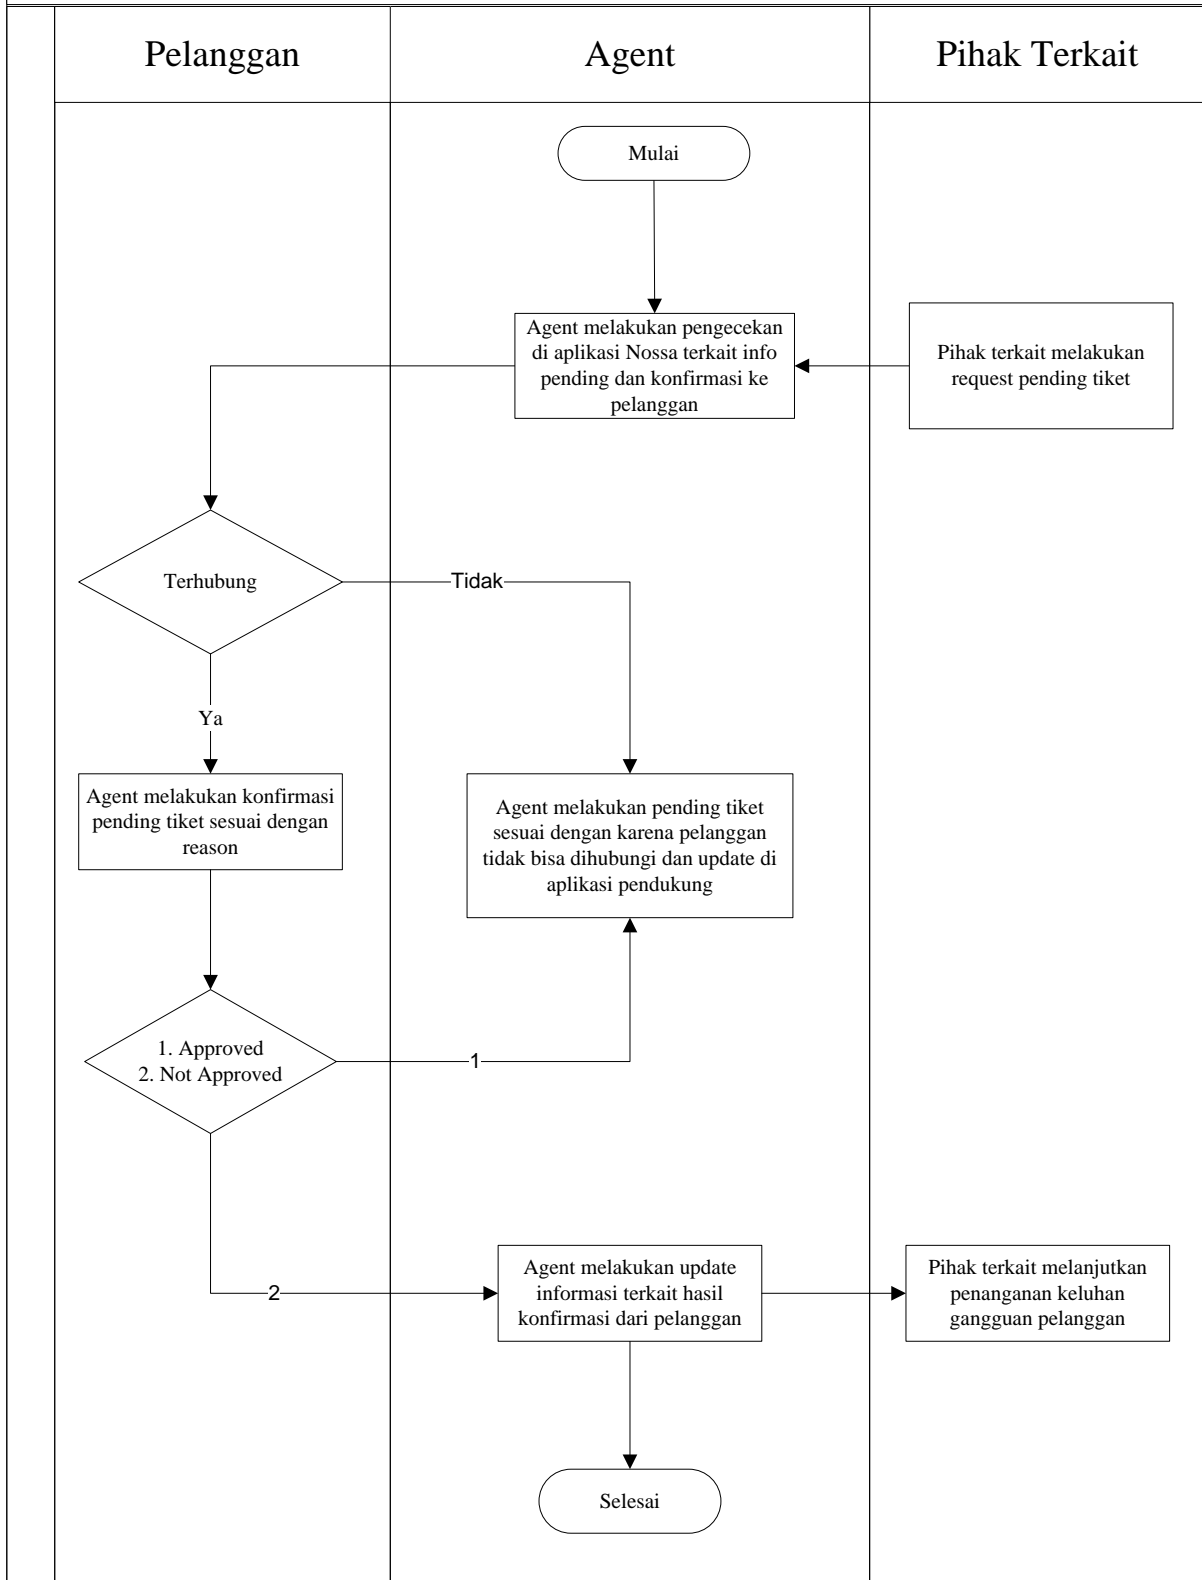 Pelanggan
Agent
Pihak Terkait
Mulai
Agent melakukan pengecekan
di aplikasi Nossa terkait info
pending dan konfirmasi ke
pelanggan
Pihak terkait melakukan
request pending tiket
Terhubung
Tidak
Ya
Agent melakukan konfirmasi
pending tiket sesuai dengan
reason
Agent melakukan pending tiket
sesuai dengan karena pelanggan
tidak bisa dihubungi dan update di
aplikasi pendukung
1. Approved
2. Not Approved
1
2
Agent melakukan update
informasi terkait hasil
konfirmasi dari pelanggan
Pihak terkait melanjutkan
penanganan keluhan
gangguan pelanggan
Selesai